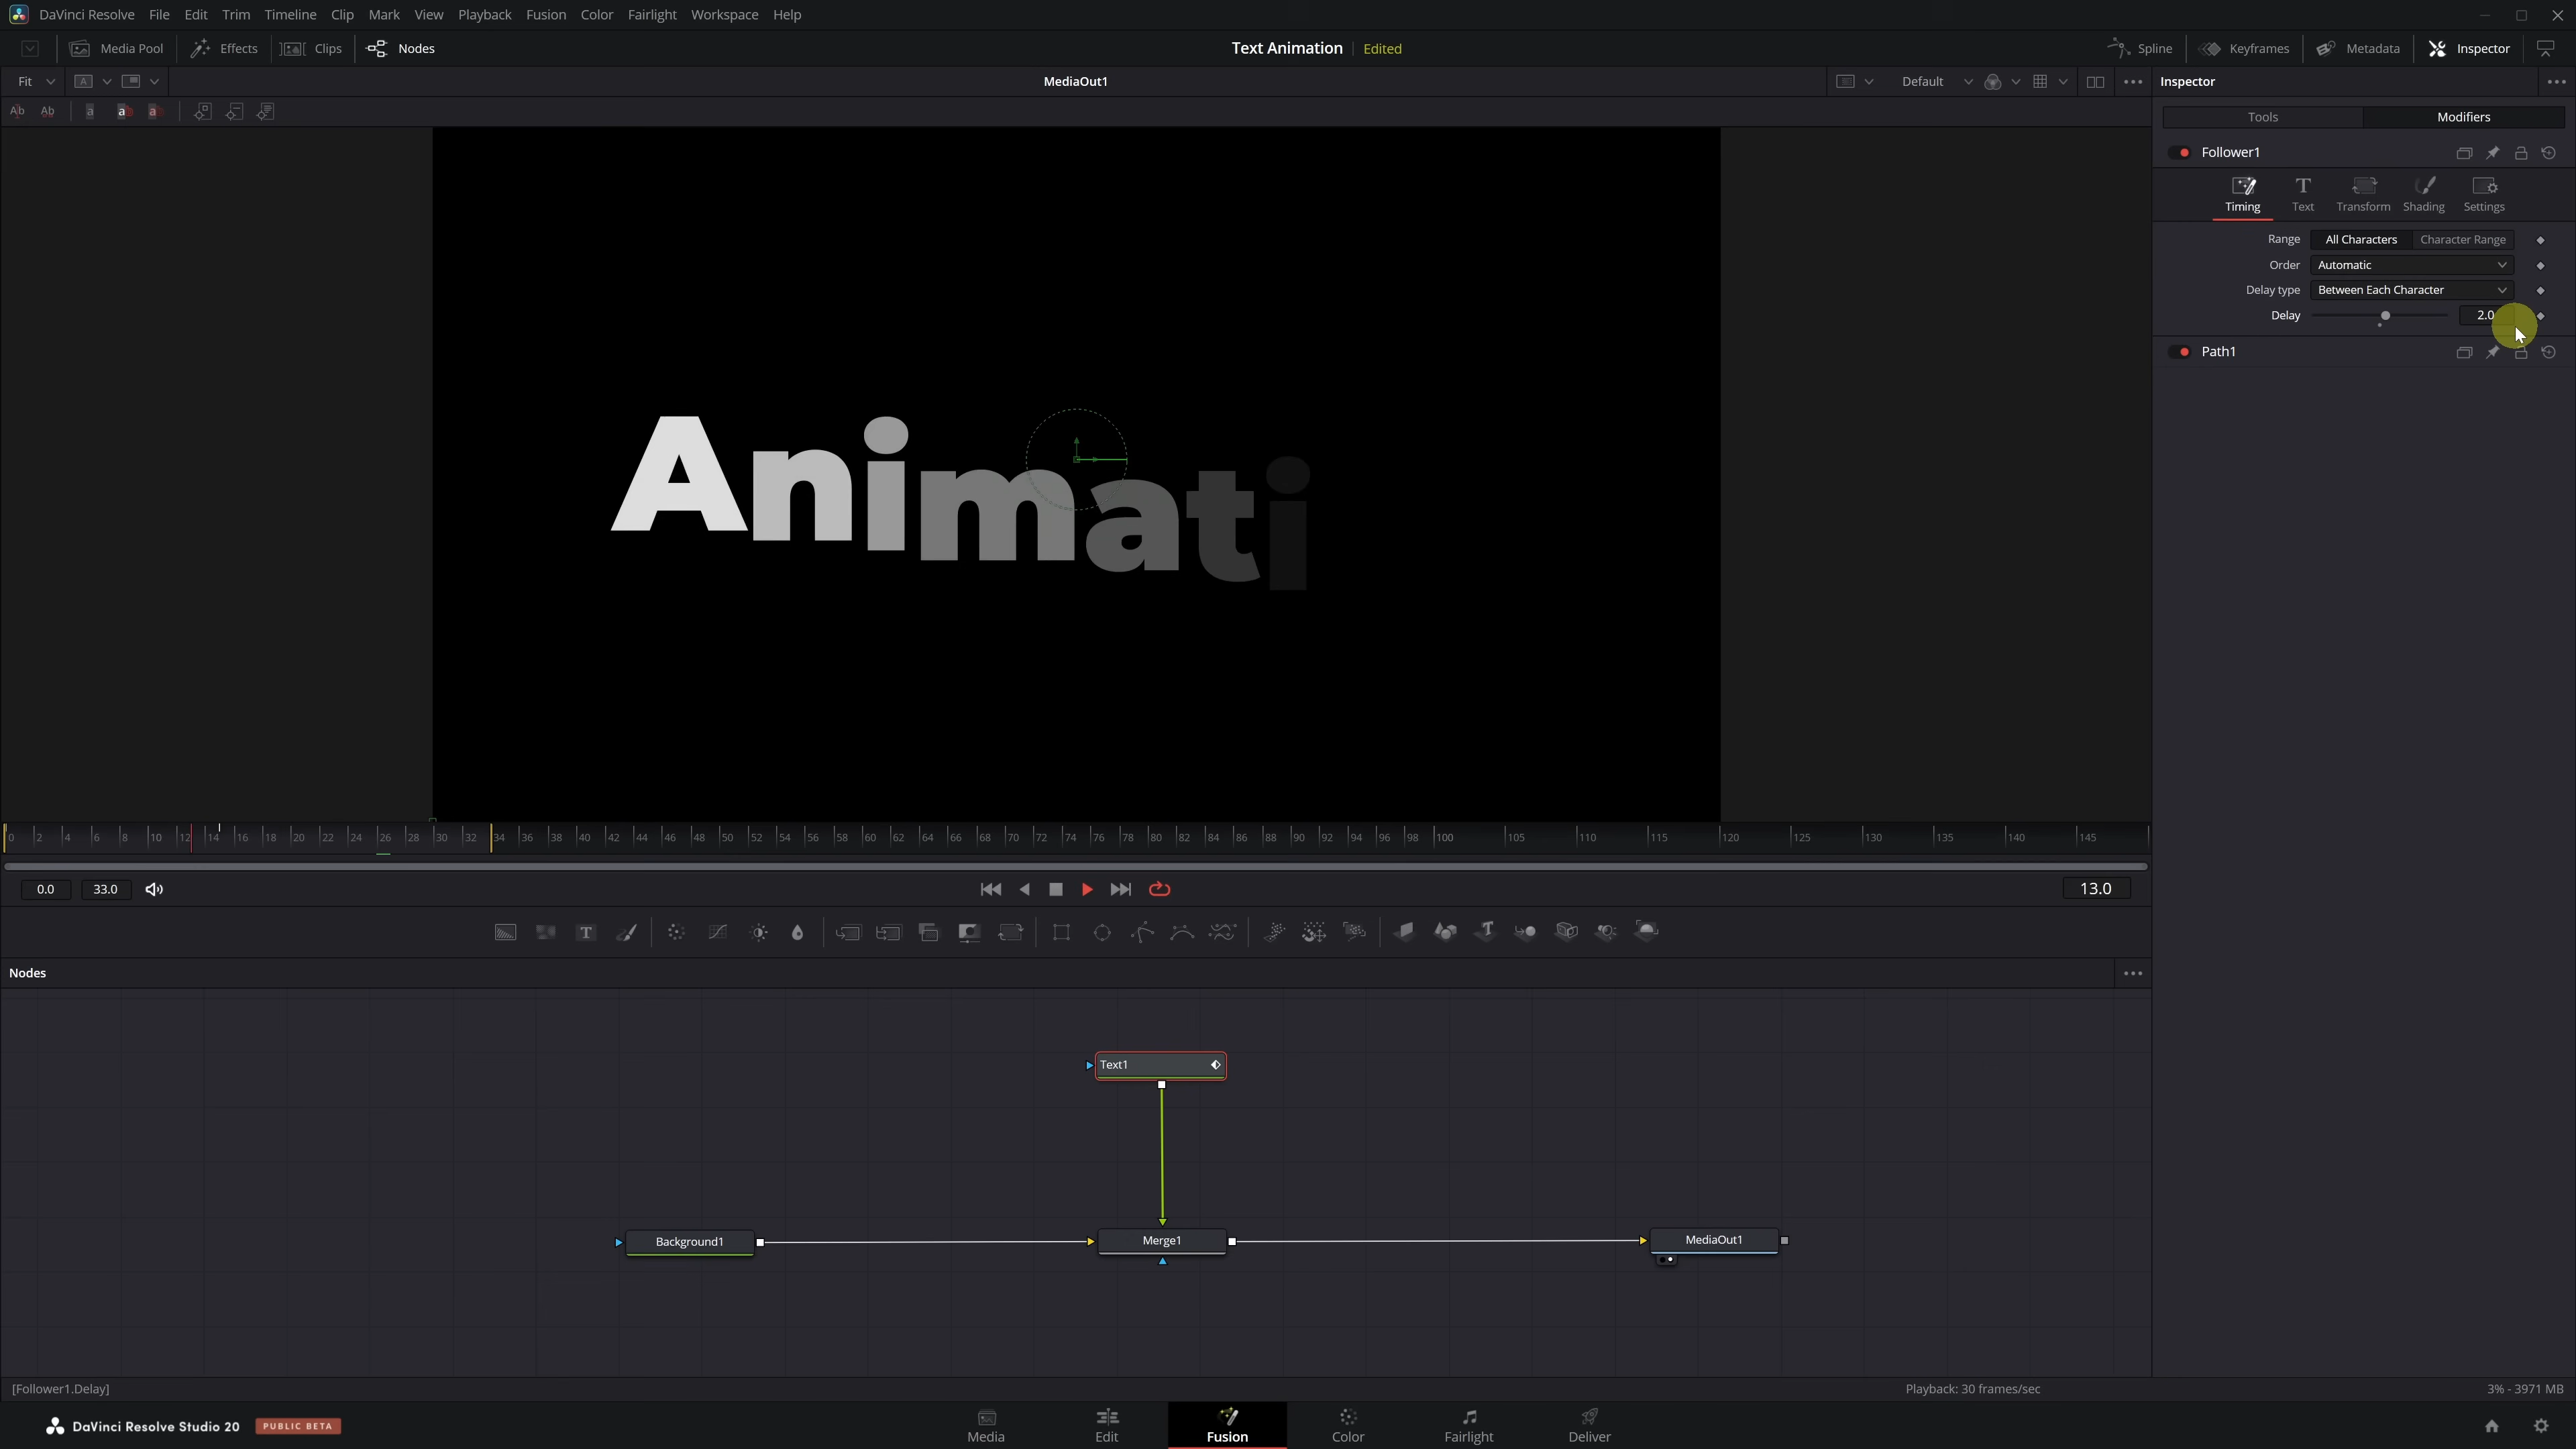 DaVinci Resolve File Edit Trim Timeline Clip Mark View Playback Fusion Color Fairlight Workspace Help
Media Pool Effects Clips Nodes Text Animation Edited Spline Keyframes Metadata Inspector
Fit A MediaOut1 Default Inspector
Ab Ab a a a
Tools Modifiers
Follower1
Timing Text Transform Shading Settings
Range All Characters Character Range
Order Automatic
Delay type Between Each Character
Delay 2.0
Path1
Animati
0 2 4 6 8 10 12 14 16 18 20 22 24 26 28 30 32 34 36 38 40 42 44 46 48 50 52 54 56 58 60 62 64 66 68 70 72 74 76 78 80 82 84 86 88 90 92 94 96 98 100 105 110 115 120 125 130 135 140 145
0.0 33.0 13.0
T T
Nodes
Text1
Background1 Merge1 MediaOut1
[Follower1.Delay] Playback: 30 frames/sec 3% - 3971 MB
DaVinci Resolve Studio 20 PUBLIC BETA Media Edit Fusion Color Fairlight Deliver